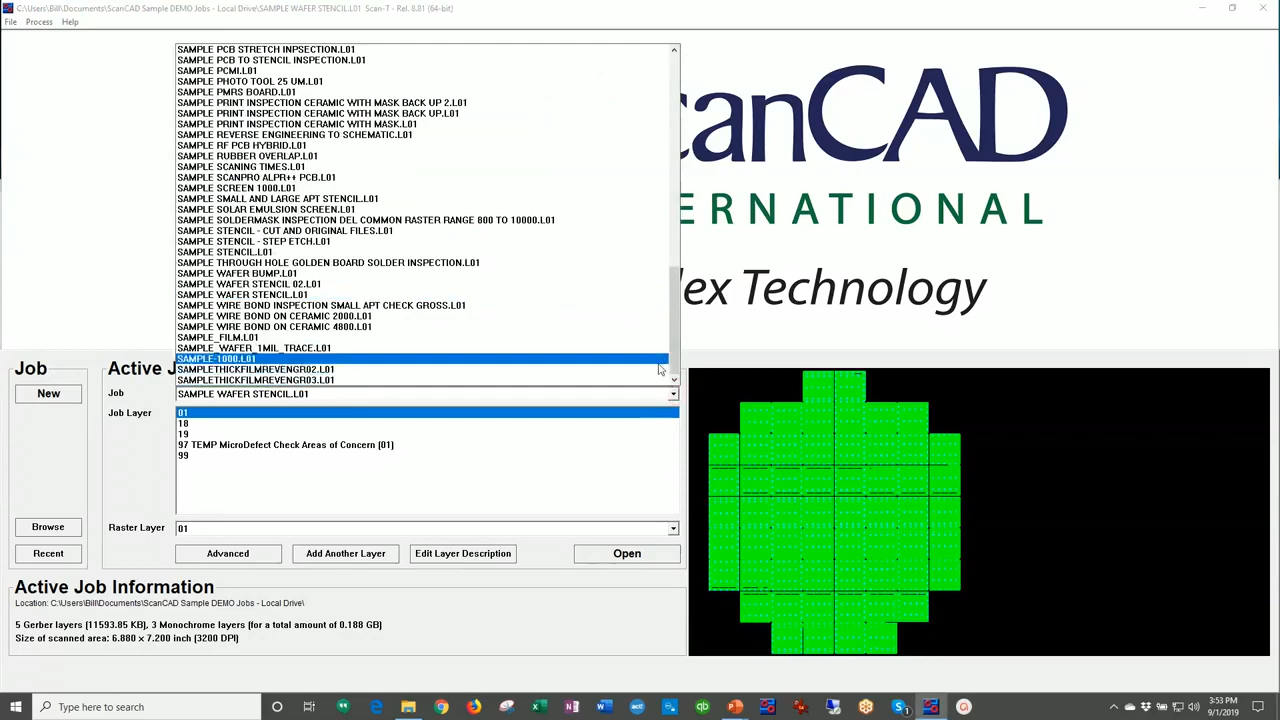 C:\Users\Bill\Documents\ScanCAD Sample DEMO Jobs - Local Drive\SAMPLE WAFER STENCIL.L01 Scan-T - Rel. 8.81 (64-bit)
File Process Help
SAMPLE PCB STRETCH INPSECTION.L01
SAMPLE PCB TO STENCIL INSPECTION.L01
SAMPLE PCMI.L01
SAMPLE PHOTO TOOL 25 UM.L01
SAMPLE PMRS BOARD.L01
SAMPLE PRINT INSPECTION CERAMIC WITH MASK BACK UP 2.L01
SAMPLE PRINT INSPECTION CERAMIC WITH MASK BACK UP.L01
SAMPLE PRINT INSPECTION CERAMIC WITH MASK.L01
SAMPLE REVERSE ENGINEERING TO SCHEMATIC.L01
SAMPLE RF PCB HYBRID.L01
SAMPLE RUBBER OVERLAP.L01
SAMPLE SCANING TIMES.L01
SAMPLE SCANPRO ALPR++ PCB.L01
SAMPLE SCREEN 1000.L01
SAMPLE SMALL AND LARGE APT STENCIL.L01
SAMPLE SOLAR EMULSION SCREEN.L01
SAMPLE SOLDERMASK INSPECTION DEL COMMON RASTER RANGE 800 TO 10000.L01
SAMPLE STENCIL - CUT AND ORIGINAL FILES.L01
SAMPLE STENCIL - STEP ETCH.L01
SAMPLE STENCIL.L01
SAMPLE THROUGH HOLE GOLDEN BOARD SOLDER INSPECTION.L01
SAMPLE WAFER BUMP.L01
SAMPLE WAFER STENCIL 02.L01
SAMPLE WAFER STENCIL.L01
SAMPLE WIRE BOND INSPECTION SMALL APT CHECK GROSS.L01
SAMPLE WIRE BOND ON CERAMIC 2000.L01
SAMPLE WIRE BOND ON CERAMIC 4800.L01
SAMPLE_FILM.L01
SAMPLE_WAFER_1MIL_TRACE.L01
SAMPLE-1000.L01
SAMPLETHICKFILMREVENGR02.L01
SAMPLETHICKFILMREVENGR03.L01
canCAD
ERNATIONAL
lex Technology
Job
Active J
New
Job
SAMPLE WAFER STENCIL.L01
Job Layer
01
18
19
97 TEMP MicroDefect Check Areas of Concern (01)
99
Browse
Raster Layer
01
Recent
Advanced
Add Another Layer
Edit Layer Description
Open
Active Job Information
Location: C:\Users\Bill\Documents\ScanCAD Sample DEMO Jobs - Local Drive\
5 Gerber layers (11593.85 KB), 3 Monochrome layers (for a total amount of 0.188 GB)
Size of scanned area: 6.880 x 7.200 inch (3200 DPI)
Type here to search
3:53 PM
9/1/2019